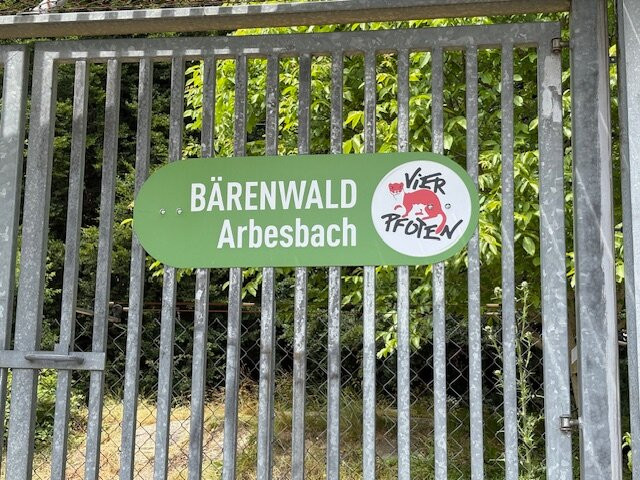 BÄRENWALD
Arbesbach
VIER
PFOTEN